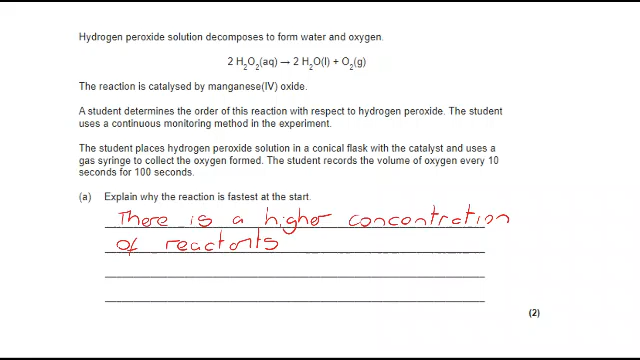 Hydrogen peroxide solution decomposes to form water and oxygen.
2 H₂O₂(aq) → 2 H₂O(l) + O₂(g)
The reaction is catalysed by manganese(IV) oxide.
A student determines the order of this reaction with respect to hydrogen peroxide. The student
uses a continuous monitoring method in the experiment.
The student places hydrogen peroxide solution in a conical flask with the catalyst and uses a
gas syringe to collect the oxygen formed. The student records the volume of oxygen every 10
seconds for 100 seconds.
(a) Explain why the reaction is fastest at the start.
There is a higher concentration
of reactants
(2)